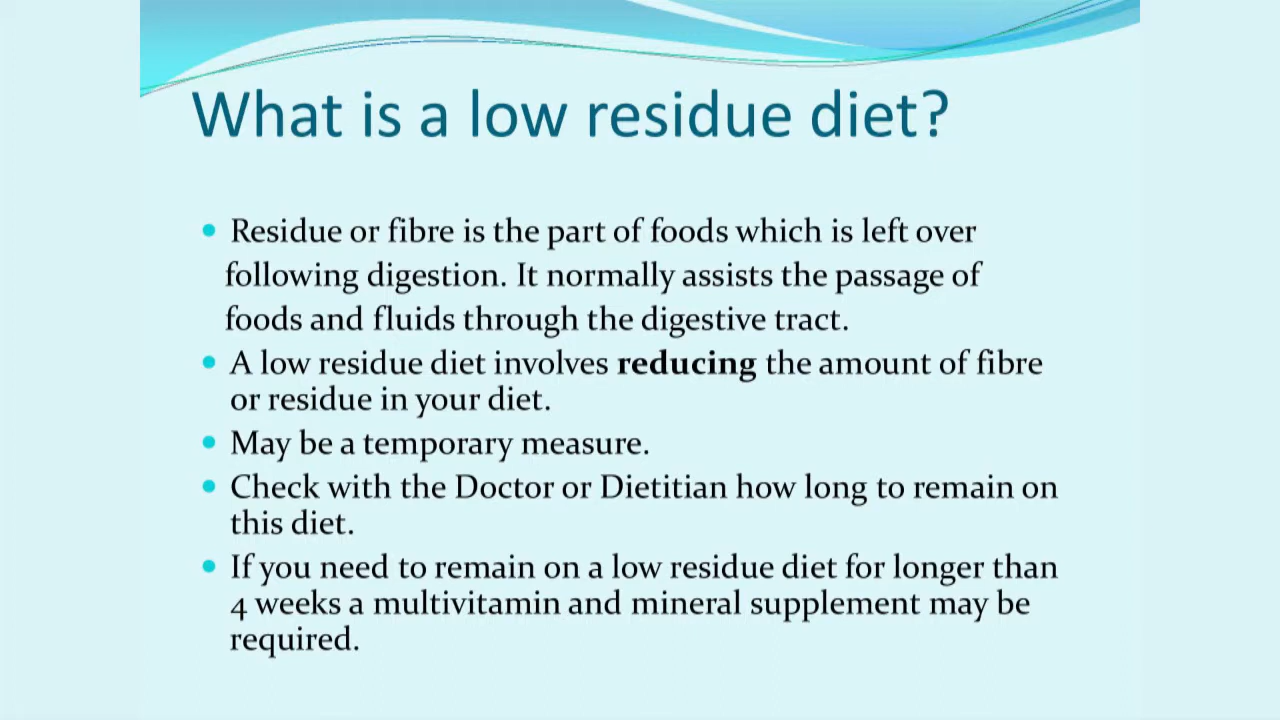 What is a low residue diet?
• Residue or fibre is the part of foods which is left over
following digestion. It normally assists the passage of
foods and fluids through the digestive tract.
• A low residue diet involves reducing the amount of fibre
or residue in your diet.
• May be a temporary measure.
• Check with the Doctor or Dietitian how long to remain on
this diet.
• If you need to remain on a low residue diet for longer than
4 weeks a multivitamin and mineral supplement may be
required.